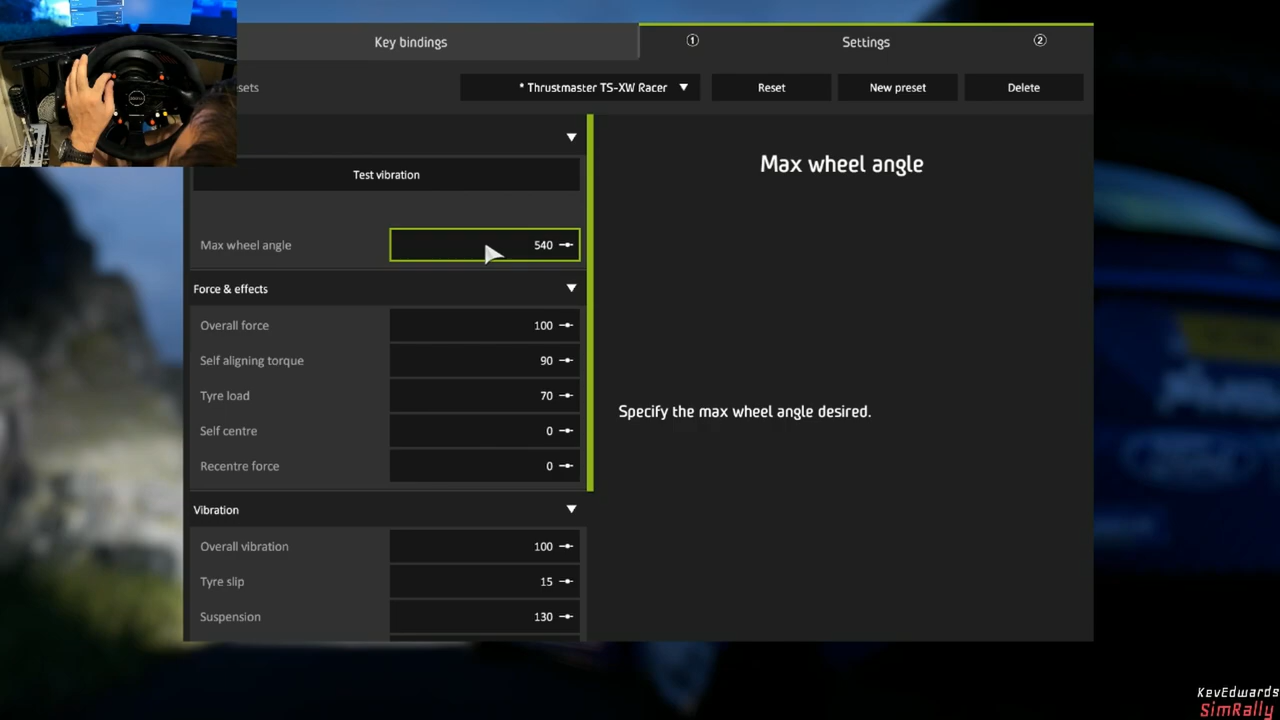 Key bindings
1
Settings
2
sets
* Thrustmaster TS-XW Racer
Reset
New preset
Delete
Test vibration
Max wheel angle
540
Force & effects
Overall force
100
Self aligning torque
90
Tyre load
70
Self centre
0
Recentre force
0
Vibration
Overall vibration
100
Tyre slip
15
Suspension
130
Max wheel angle
Specify the max wheel angle desired.
KevEdwards
SimRally